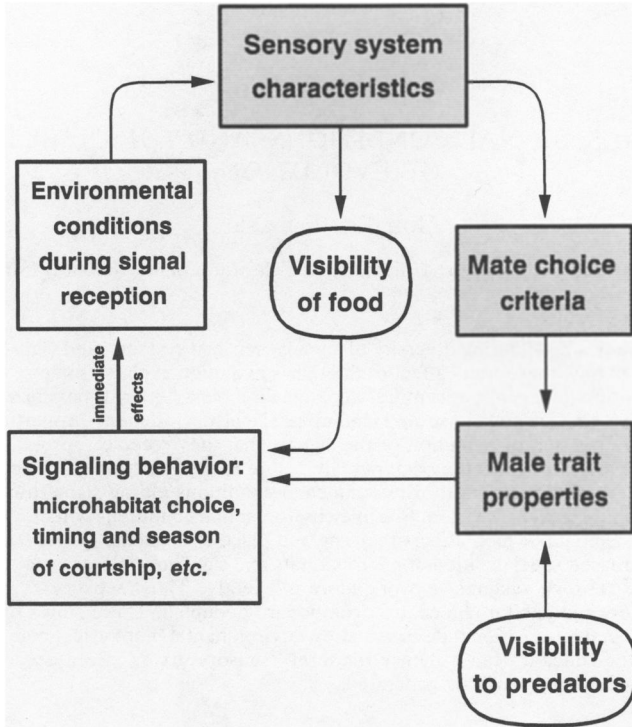 Sensory system
characteristics
Environmental
conditions
during signal
reception
Visibility
of food
Mate choice
criteria
immediate
effects
Signaling behavior:
microhabitat choice,
timing and season
of courtship, etc.
Male trait
properties
Visibility
to predators